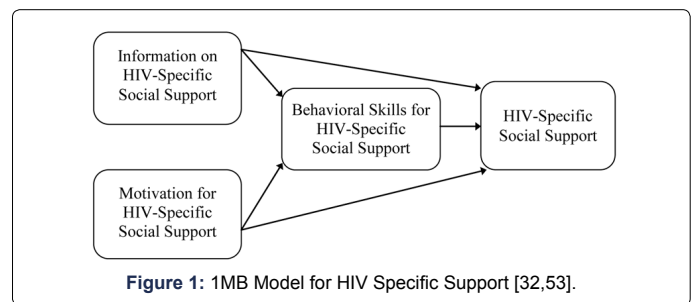 Information on
HIV-Specific
Social Support
Behavioral Skills for
HIV-Specific
Social Support
HIV-Specific
Social Support
Motivation for
HIV-Specific
Social Support
Figure 1: 1MB Model for HIV Specific Support [32,53].